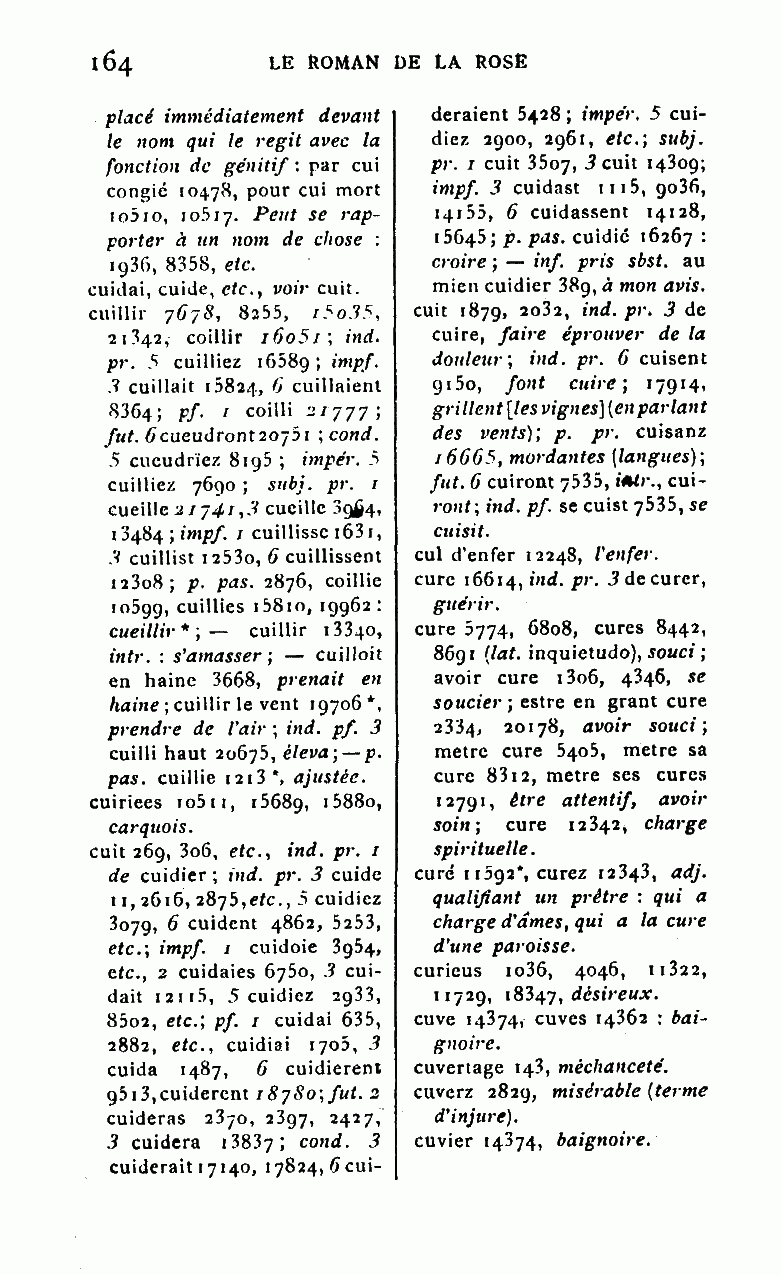 164 LE ROMAN DE LA ROSE
placé immédiatement devant
le nom qui le regit avec la
fonction de génitif : par cui
congié 10478, pour cui mort
10510, 10517. Peut se rap-
porter à un nom de chose :
1936, 8358, etc.
cuidai, cuide, etc., voir cuit.
cuillir 7678, 8255, 15035,
21342, coillir 16051 ; ind.
pr. 5 cuilliez 16589 ; impf.
3 cuillait 15824, 6 cuillaient
8364 ; pf. 1 coilli 21777 ;
fut. 6 cueudront 20751 ; cond.
5 cueudrïez 8195 ; impér. 5
cuilliez 7690 ; subj. pr. 1
cueille 21741, 3 cueille
13484 ; impf. 1 cuillisse 1631,
3 cuillist 12530, 6 cuillissent
12308 ; p. pas. 2876, coillie
10599, cuillies 15810, 19962 :
cueillir * ; — cuillir 13340,
intr. : s'amasser ; — cuilloit
en haine 3668, prenait en
haine ; cuillir le vent 19706 *,
prendre de l'air ; ind. pf. 3
cuilli haut 20675, éleva ; — p.
pas. cuillie 1213 *, ajustée.
cuiriees 10511, 15689, 15880,
carquois.
cuit 269, 306, etc., ind. pr. 1
de cuidier ; ind. pr. 3 cuide
11, 2616, 2875, etc., 5 cuidiez
3079, 6 cuident 4862, 5253,
etc.; impf. 1 cuidoie 3954,
etc., 2 cuidaies 6750, 3 cui-
dait 12115, 5 cuidiez 2933,
8502, etc.; pf. 1 cuidai 635,
2882, etc., cuidiai 1705, 3
cuida 1487, 6 cuidierent
9513, cuiderent 18780; fut. 2
cuideras 2370, 2397, 2427,
3 cuidera 13837 ; cond. 3
cuiderait 17140, 17824, 6 cui-
deraient 5428 ; impér. 5 cui-
diez 2900, 2961, etc.; subj.
pr. 1 cuit 3507, 3 cuit 14309;
impf. 3 cuidast 1115, 9036,
14155, 6 cuidassent 14128,
15645 ; p. pas. cuidié 16267 :
croire ; — inf. pris sbst. au
mien cuidier 389, à mon avis.
cuit 1879, 2032, ind. pr. 3 de
cuire, faire éprouver de la
douleur ; ind. pr. 6 cuisent
9150, font cuire ; 17914,
grillent [les vignes] (en parlant
des vents) ; p. pr. cuisanz
16665, mordantes (langues) ;
fut. 6 cuiront 7535, intr., cui-
ront ; ind. pf. se cuist 7535, se
cuisit.
cul d'enfer 12248, l'enfer.
cure 16614, ind. pr. 3 de curer,
guérir.
cure 5774, 6808, cures 8442,
8691 (lat. inquietudo), souci ;
avoir cure 1306, 4346, se
soucier ; estre en grant cure
2334, 20178, avoir souci ;
metre cure 5405, metre sa
cure 8312, metre ses cures
12791, être attentif, avoir
soin ; cure 12342, charge
spirituelle.
curé 11592*, curez 12343, adj.
qualifiant un prêtre : qui a
charge d'âmes, qui a la cure
d'une paroisse.
curieus 1036, 4046, 11322,
11729, 18347, désireux.
cuve 14374, cuves 14362 : bai-
gnoire.
cuvertage 143, méchanceté.
cuverz 2829, misérable (terme
d'injure).
cuvier 14374, baignoire.